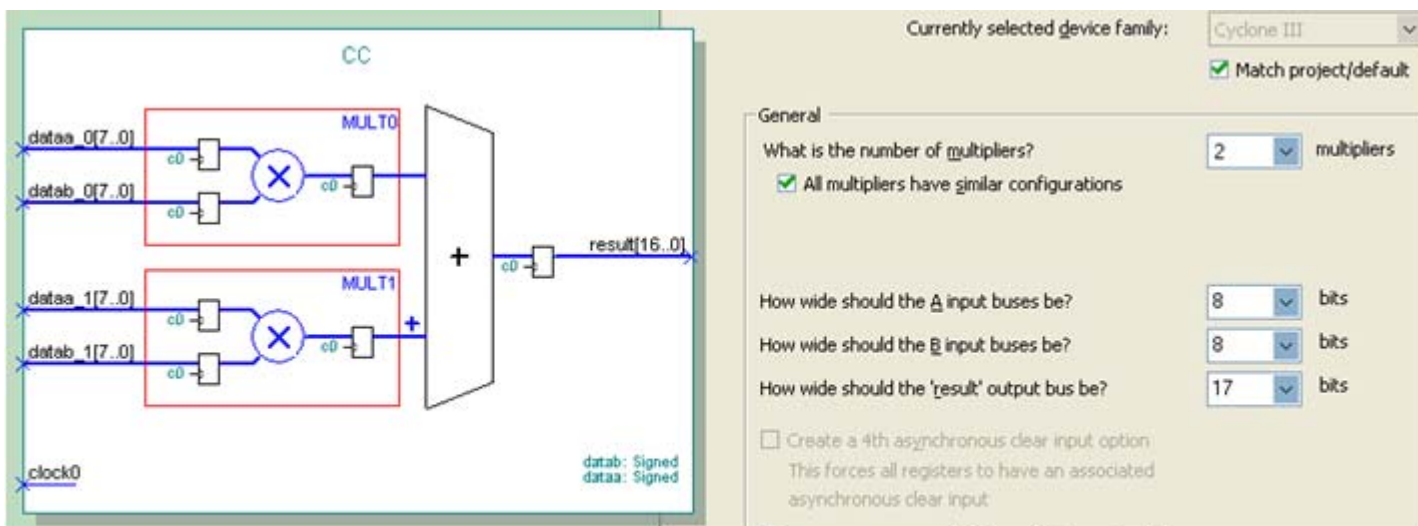 CC
MULT0
dataa_0[7..0]
c0
datab_0[7..0]
c0
c0
+
result[16..0]
c0
MULT1
dataa_1[7..0]
c0
+
datab_1[7..0]
c0
c0
datab: Signed
dataa: Signed
clock0
Currently selected device family: Cyclone III
Match project/default
General
What is the number of multipliers? 2 multipliers
All multipliers have similar configurations
How wide should the A input buses be? 8 bits
How wide should the B input buses be? 8 bits
How wide should the 'result' output bus be? 17 bits
Create a 4th asynchronous clear input option
This forces all registers to have an associated
asynchronous clear input